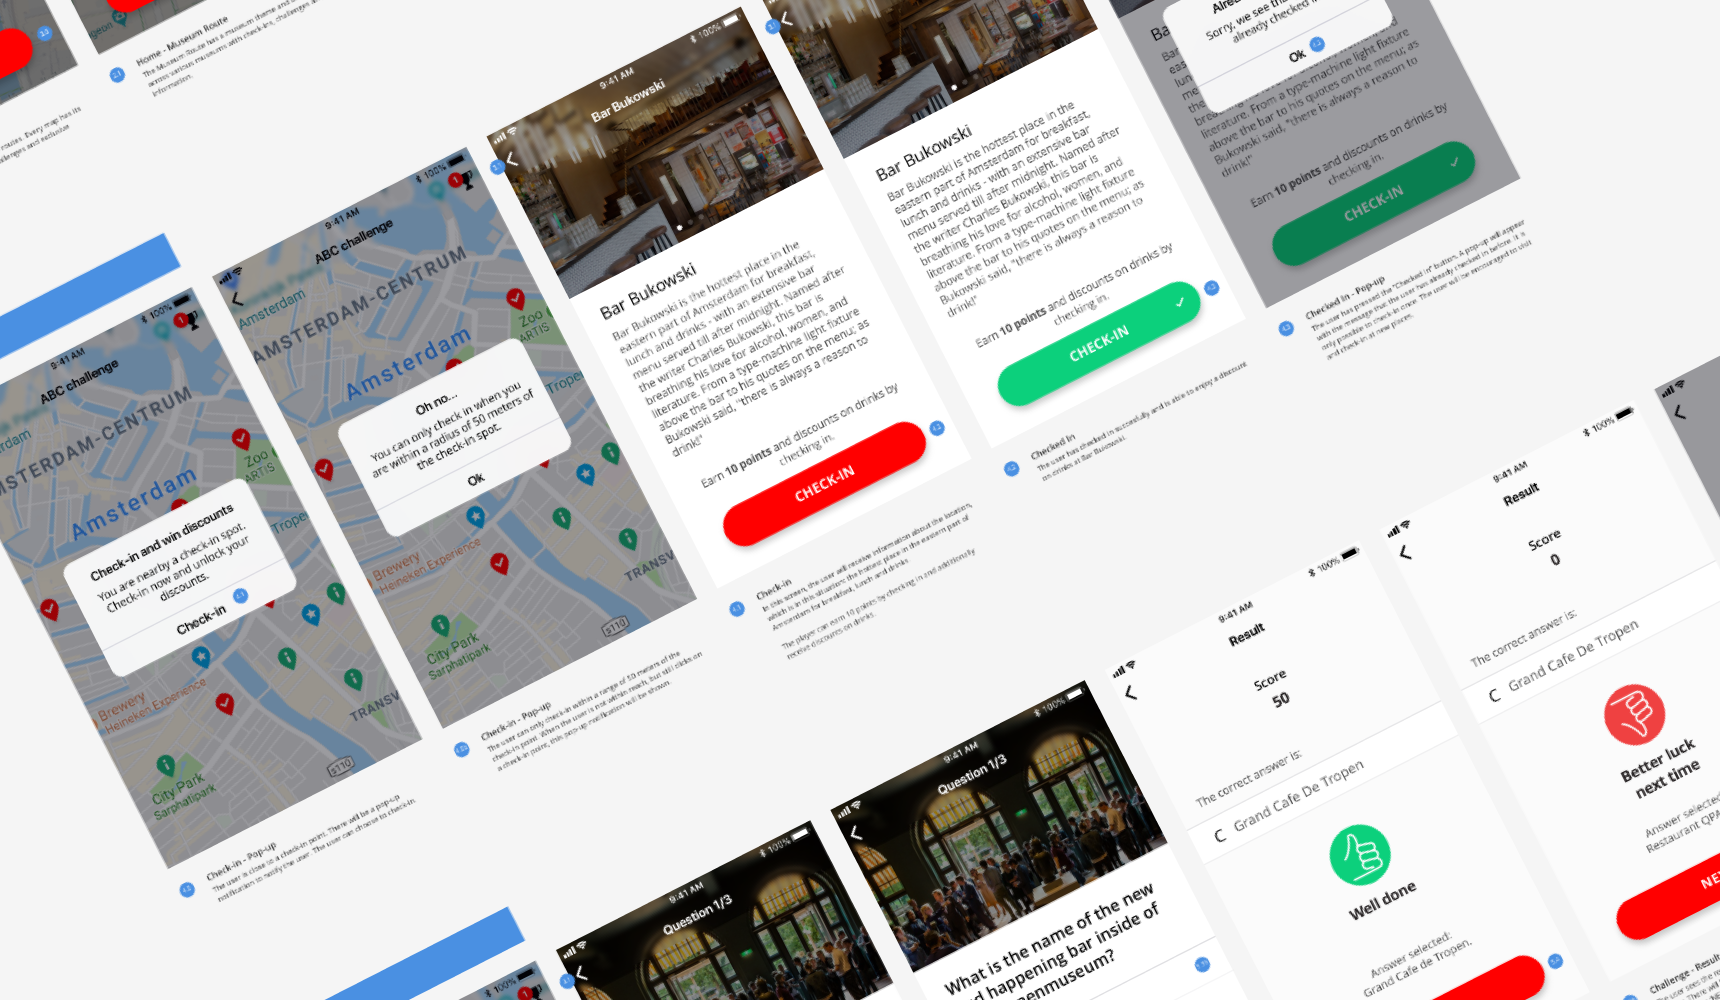 Home - Museum Route
The Museum Route has a museum theme and
across various museums with check-ins, challenges
information.
routes. Every map has its
100%
9:41 AM
ABC challenge
1
Amsterdam
AMSTERDAM-CENTRUM
Amsterdam
Zoo
ARTIS
Check-in and win discounts
You are nearby a check-in spot.
Check-in now and unlock your
discounts.
Check-in
Trope
Brewery
Heineken Experience
TRANSV
City Park
Sarphatipark
s110
Check-in - Pop-up
The user is close to a check-in point. There will be a pop-up
notification to notify the user. The user can choose to check-in.
100%
9:41 AM
ABC challenge
1
Amsterdam
AMSTERDAM-CENTRUM
Amsterdam
Zoo
ARTIS
Oh no...
You can only check in when you
are within a radius of 50 meters of
the check-in spot.
Ok
Trope
Brewery
Heineken Experience
TRANSV
City Park
Sarphatipark
s110
Check-in - Pop-up
The user can only check-in within a range of 50 meters of the
check-in point. When the user is not within reach, but still clicks on
a check-in point, this pop-up notification will be shown.
100%
9:41 AM
Bar Bukowski
Bar Bukowski
Bar Bukowski is the hottest place in the
eastern part of Amsterdam for breakfast,
lunch and drinks - with an extensive bar
menu served till after midnight. Named after
the writer Charles Bukowski, this bar is
breathing his love for alcohol, women, and
literature. From a type-machine light fixture
above the bar to his quotes on the menu; as
Bukowski said, "there is always a reason to
drink!"
Earn 10 points and discounts on drinks by
checking in.
CHECK-IN
Check-in
In this screen, the user will receive information about the location,
which is in this situation: the hottest place in the eastern part of
Amsterdam for breakfast, lunch and drinks
The player can earn 10 points by checking in and additionally
receive discounts on drinks.
Bar Bukowski
Bar Bukowski is the hottest place in the
eastern part of Amsterdam for breakfast,
lunch and drinks - with an extensive bar
menu served till after midnight. Named after
the writer Charles Bukowski, this bar is
breathing his love for alcohol, women, and
literature. From a type-machine light fixture
above the bar to his quotes on the menu; as
Bukowski said, "there is always a reason to
drink!"
Earn 10 points and discounts on drinks by
checking in.
CHECK-IN
Checked in
The user has checked in successfully and is able to enjoy a discount
on drinks at Bar Bukowski.
Sorry, we see
already checked
Ok
literature. From a type-machine light fixture
above the bar to his quotes on the menu; as
Bukowski said, "there is always a reason to
drink!"
Earn 10 points and discounts on drinks by
checking in.
CHECK-IN
Checked in - Pop-up
The user has pressed the "Checked in" button. A pop-up will appear
with the message that the user has already checked in before. It is
only possible to check-in once. The user will be encouraged to visit
and check-in at new places.
100%
1
100%
9:41 AM
Question 1/3
100%
9:41 AM
Question 1/3
What is the name of the new
happening bar inside of
100%
9:41 AM
Result
Score
50
The correct answer is:
C Grand Cafe De Tropen
Well done
Answer selected:
Grand Cafe de Tropen.
100%
9:41 AM
Result
Score
0
The correct answer is:
C Grand Cafe De Tropen
Better luck
next time
Answer selected
Restaurant
Challenge - Result